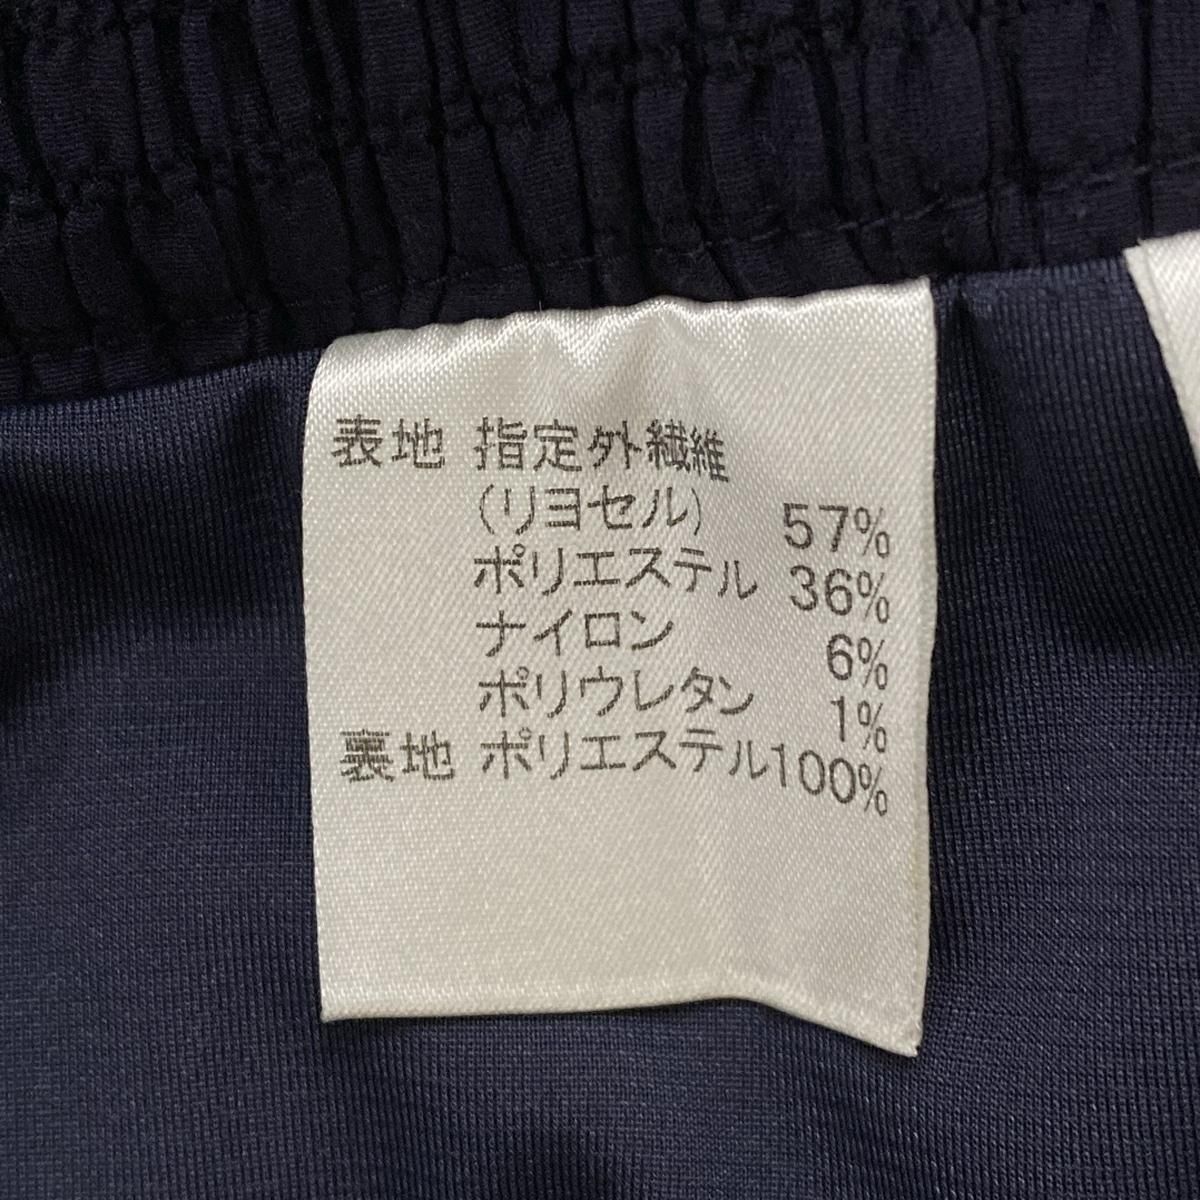 表地 指定外繊維
(リヨセル) 57%
ポリエステル 36%
ナイロン 6%
ポリウレタン 1%
裏地 ポリエステル100%